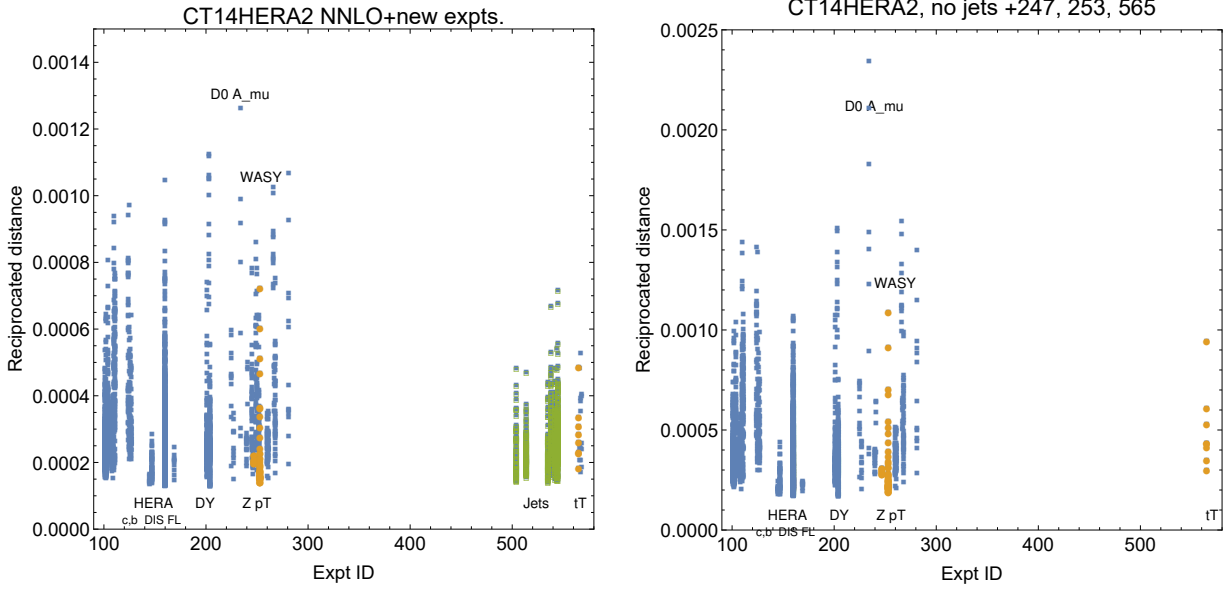 CT14HERA2 NNLO+new expts.
0.0014
0.0012
0.0010
0.0008
0.0006
0.0004
0.0002
0.0000
Reciprocated distance
D0 A_mu
WASY
HERA DY Z pT Jets tT
c,b DIS FL
100 200 300 400 500
Expt ID
CT14HERA2, no jets +247, 253, 565
0.0025
0.0020
0.0015
0.0010
0.0005
0.0000
Reciprocated distance
D0 A_mu
WASY
HERA DY Z pT tT
c,b DIS FL
100 200 300 400 500
Expt ID